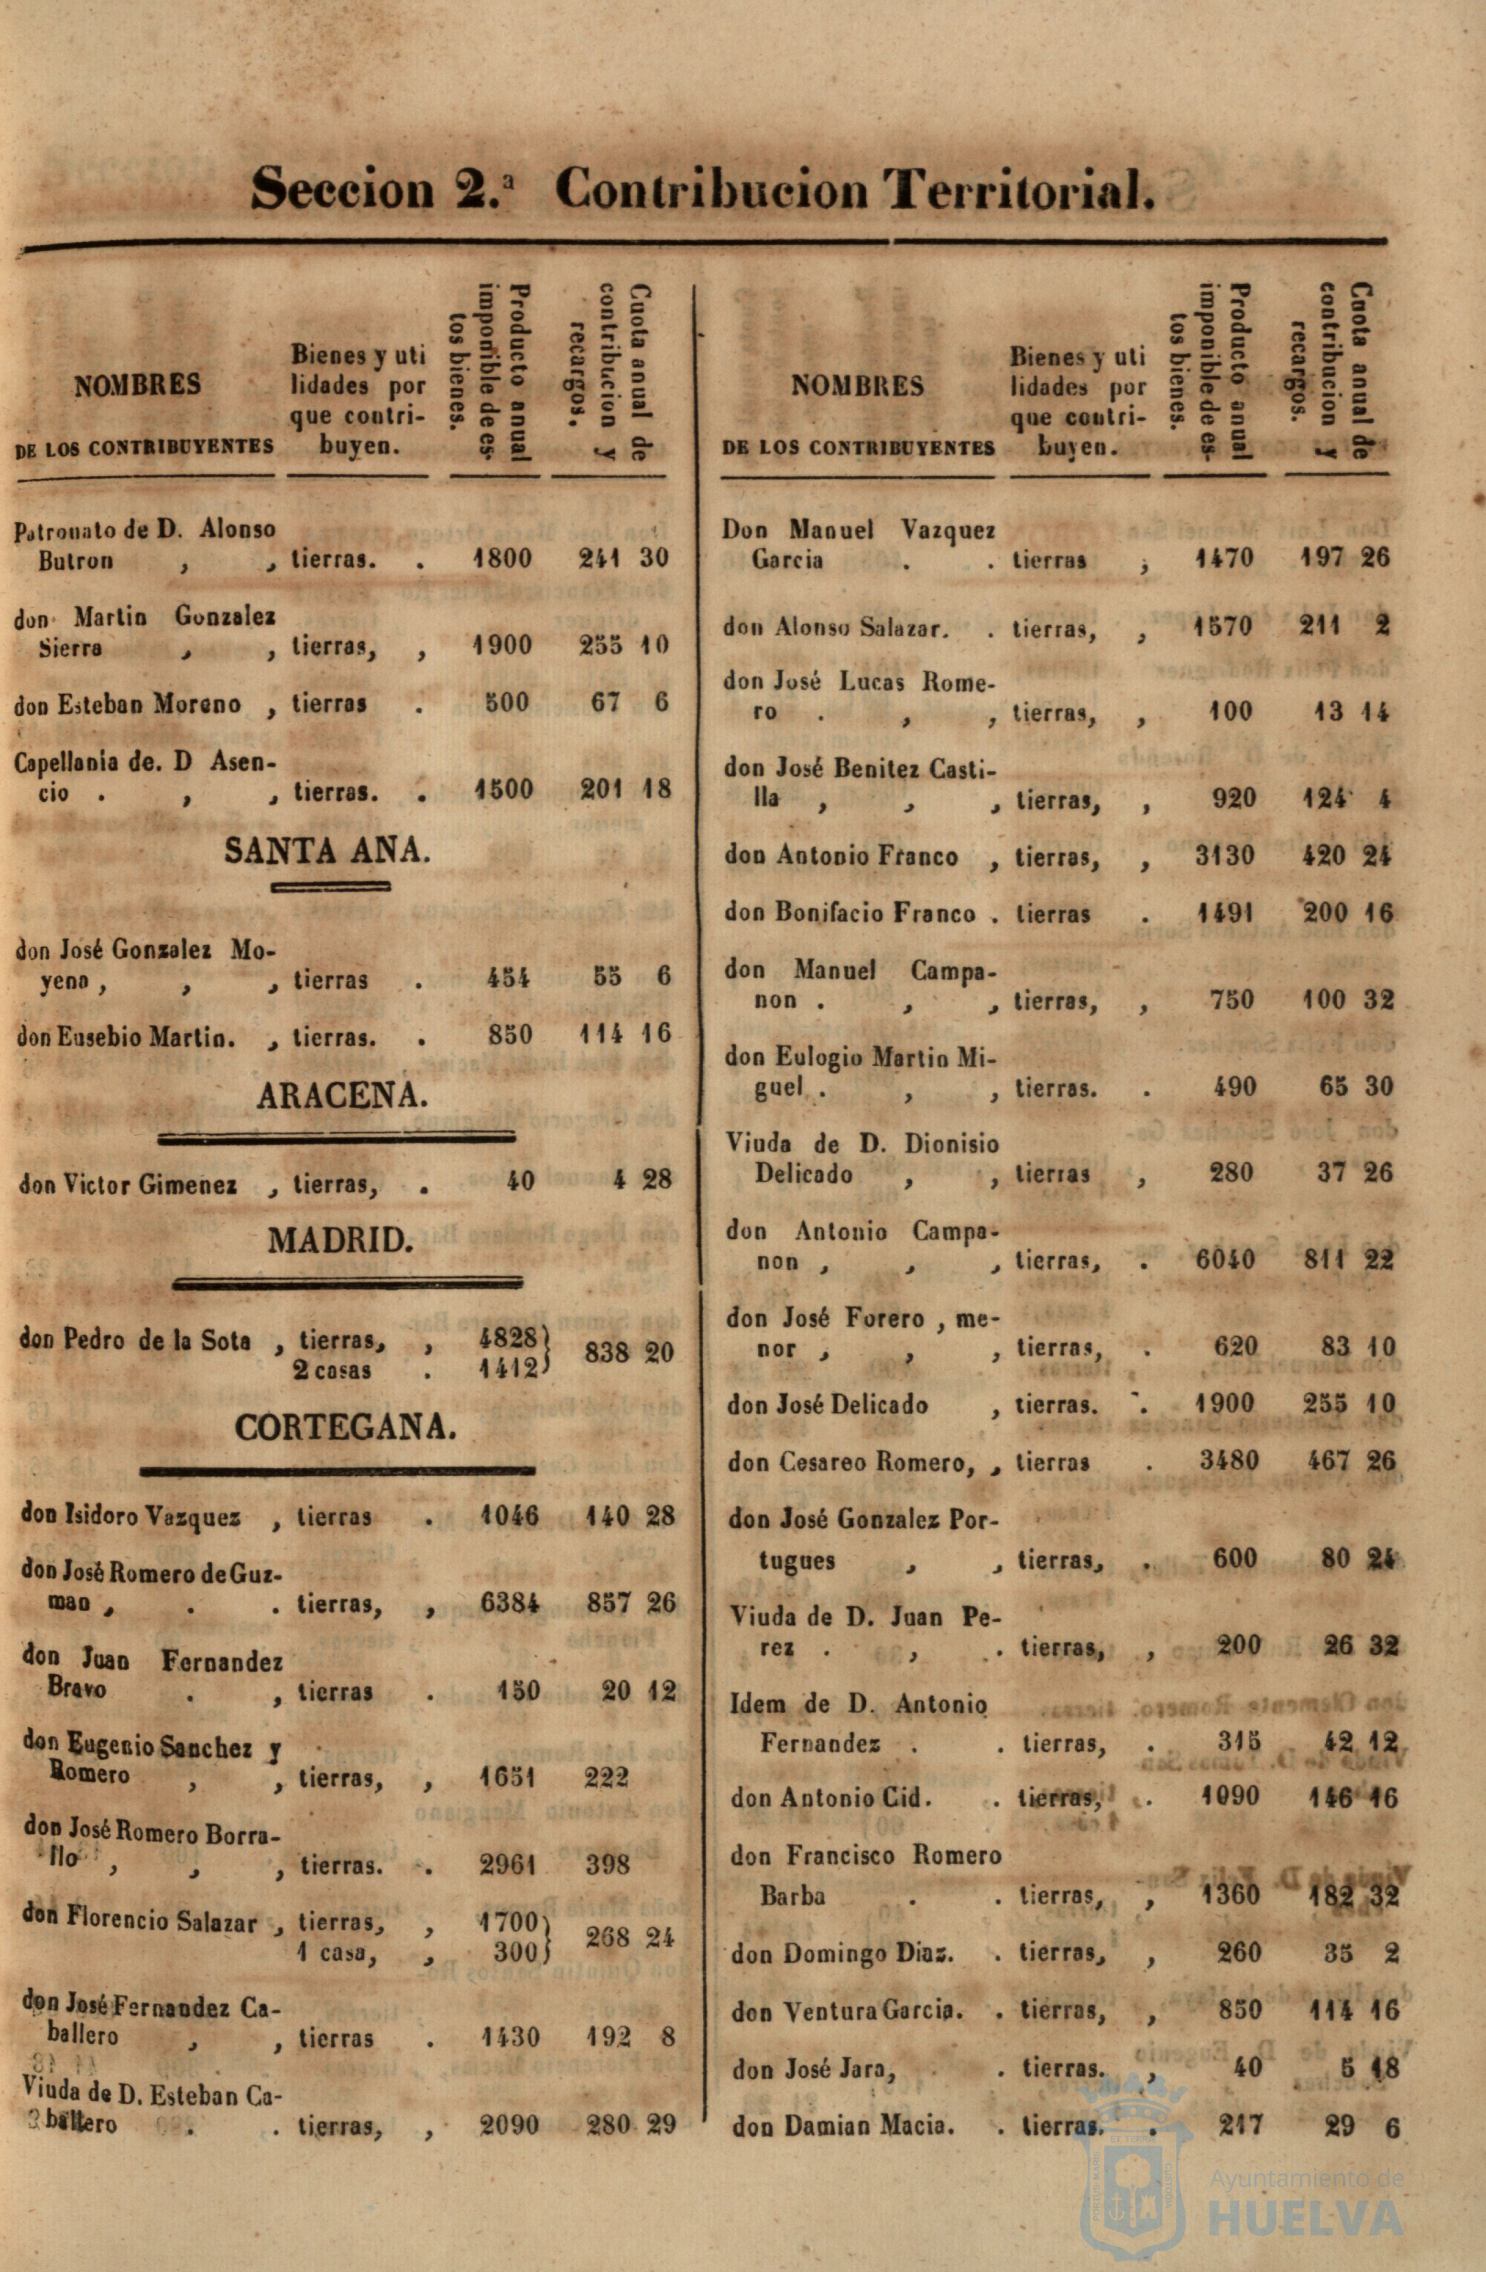 Seccion 2.ª Contribucion Territorial.
NOMBRES
DE LOS CONTRIBUYENTES
Bienes y uti
lidades por
que contri-
buyen.
Producto anual
imponible de es-
tos bienes.
Cuota anual de
contribucion y
recargos.
Patronato de D. Alonso
Butron , , tierras. . 1800 241 30
don Martin Gonzalez
Sierra , , tierras, , 1900 255 10
don Esteban Moreno , tierras . 500 67 6
Capellanía de. D Asen-
cio . , , tierras. . 1500 201 18
SANTA ANA.
don José Gonzalez Mo-
yeno , , , tierras . 454 55 6
don Eusebio Martin. , tierras. . 850 114 16
ARACENA.
don Victor Gimenez , tierras, . 40 4 28
MADRID.
don Pedro de la Sota , tierras, , 4828} 838 20
2 casas . 1412}
CORTEGANA.
don Isidoro Vazquez , tierras . 1046 140 28
don José Romero de Guz-
man , . . tierras, , 6384 857 26
don Juan Fernandez
Bravo . , tierras . 150 20 12
don Eugenio Sanchez y
Romero , , tierras, , 1651 222
don José Romero Borra-
llo , , , tierras. . 2961 398
don Florencio Salazar , tierras, , 1700} 268 24
1 casa, , 300}
don José Fernandez Ca-
ballero , , tierras . 1430 192 8
Viuda de D. Esteban Ca-
ballero . . tierras, , 2090 280 29
NOMBRES
DE LOS CONTRIBUYENTES
Bienes y uti
lidades por
que contri-
buyen.
Producto anual
imponible de es-
tos bienes.
Cuota anual de
contribucion y
recargos.
Don Manuel Vazquez
Garcia . . tierras ; 1470 197 26
don Alonso Salazar. . tierras, , 1570 211 2
don José Lucas Rome-
ro . , , tierras, , 100 13 14
don José Benitez Casti-
lla , , , tierras, , 920 124 4
don Antonio Franco , tierras, , 3130 420 24
don Bonifacio Franco . tierras . 1491 200 16
don Manuel Campa-
non . , , tierras, , 750 100 32
don Eulogio Martin Mi-
guel . , , tierras. . 490 65 30
Viuda de D. Dionisio
Delicado , , tierras , 280 37 26
don Antonio Campa-
non , , , tierras, . 6040 811 22
don José Forero , me-
nor , , , tierras, . 620 83 10
don José Delicado , tierras. . 1900 255 10
don Cesareo Romero, , tierras . 3480 467 26
don José Gonzalez Por-
tugues , , tierras, . 600 80 24
Viuda de D. Juan Pe-
rez . , . tierras, , 200 26 32
Idem de D. Antonio
Fernandez . . tierras, . 315 42 12
don Antonio Cid. . tierras, . 1090 146 16
don Francisco Romero
Barba . . tierras, , 1360 182 32
don Domingo Diaz. . tierras, , 260 35 2
don Ventura Garcia. . tierras, , 850 114 16
don José Jara, . tierras. , 40 5 18
don Damian Macia. . tierras. . 217 29 6
Ayuntamiento de
HUELVA